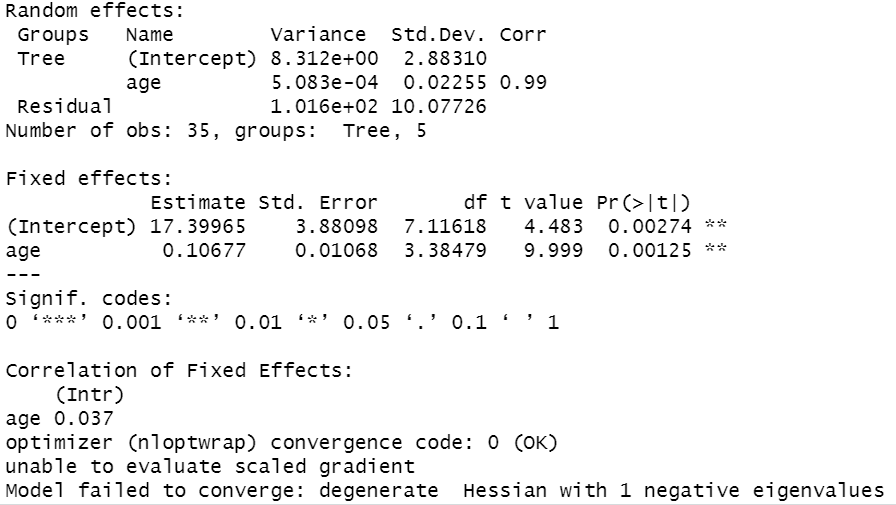 Random effects:
 Groups   Name        Variance  Std.Dev. Corr
 Tree     (Intercept) 8.312e+00  2.88310
          age         5.083e-04  0.02255 0.99
 Residual             1.016e+02 10.07726
Number of obs: 35, groups:  Tree, 5

Fixed effects:
            Estimate Std. Error       df t value Pr(>|t|)
(Intercept) 17.39965    3.88098  7.11618   4.483  0.00274 **
age          0.10677    0.01068  3.38479   9.999  0.00125 **
---
Signif. codes:
0 ‘***’ 0.001 ‘**’ 0.01 ‘*’ 0.05 ‘.’ 0.1 ‘ ’ 1

Correlation of Fixed Effects:
    (Intr)
age 0.037
optimizer (nloptwrap) convergence code: 0 (OK)
unable to evaluate scaled gradient
Model failed to converge: degenerate  Hessian with 1 negative eigenvalues